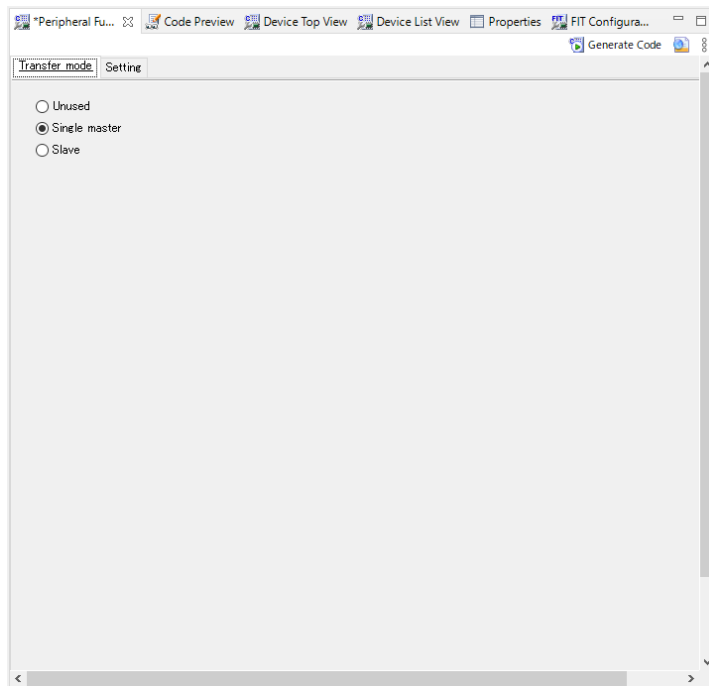 *Peripheral Fu... Code Preview Device Top View Device List View Properties FIT Configura...
Generate Code
Transfer mode Setting
Unused
Single master
Slave